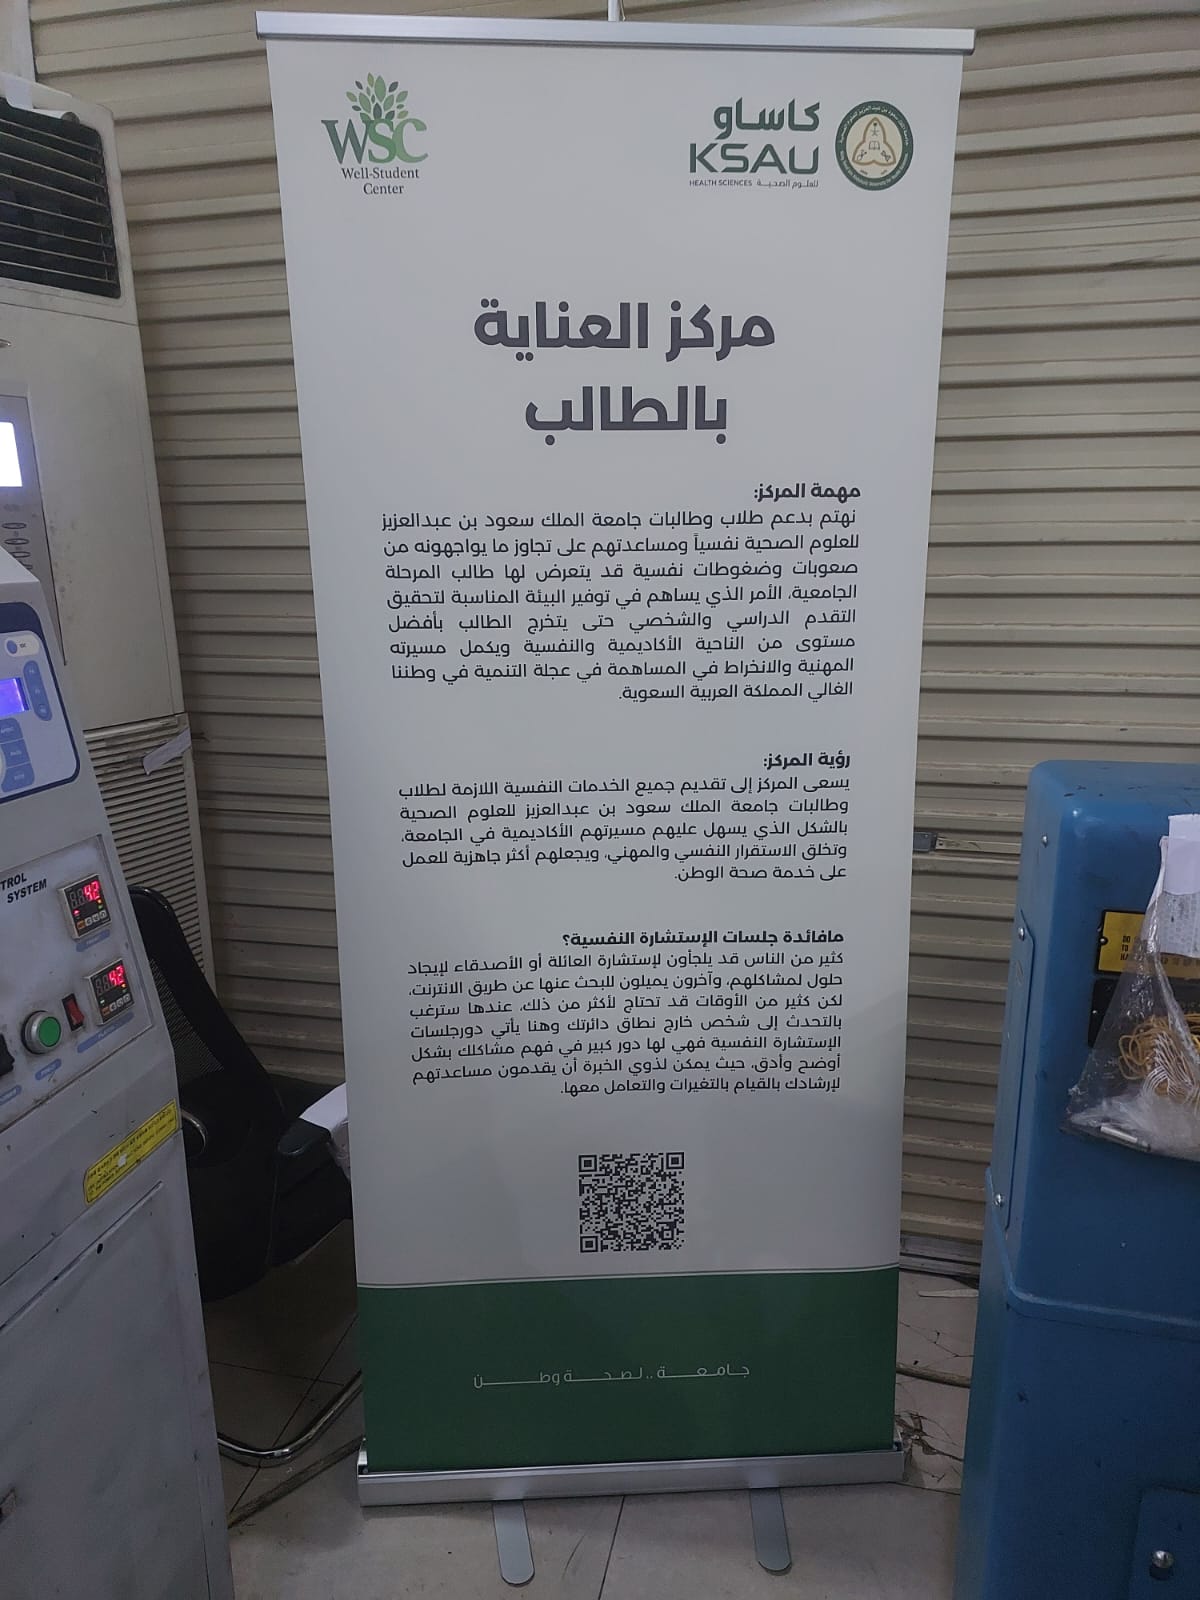 WSC
Well-Student
Center
كاساو
KSAU
HEALTH SCIENCES للعلوم الصحية
مركز العناية
بالطالب
مهمة المركز:
نهتم بدعم طلاب وطالبات جامعة الملك سعود بن عبدالعزيز
للعلوم الصحية نفسياً ومساعدتهم على تجاوز ما يواجهونه من
صعوبات وضغوطات نفسية قد يتعرض لها طالب المرحلة
الجامعية، الأمر الذي يساهم في توفير البيئة المناسبة لتحقيق
التقدم الدراسي والشخصي حتى يتخرج الطالب بأفضل
مستوى من الناحية الأكاديمية والنفسية ويكمل مسيرته
المهنية والانخراط في المساهمة في عجلة التنمية في وطننا
الغالي المملكة العربية السعوية.
رؤية المركز:
يسعى المركز إلى تقديم جميع الخدمات النفسية اللازمة لطلاب
وطالبات جامعة الملك سعود بن عبدالعزيز للعلوم الصحية
بالشكل الذي يسهل عليهم مسيرتهم الأكاديمية في الجامعة،
وتخلق الاستقرار النفسي والمهني، ويجعلهم أكثر جاهزية للعمل
على خدمة صحة الوطن.
مافائدة جلسات الإستشارة النفسية؟
كثير من الناس قد يلجأون لإستشارة العائلة أو الأصدقاء لإيجاد
حلول لمشاكلهم، وآخرون يميلون للبحث عنها عن طريق الانترنت،
لكن كثير من الأوقات قد تحتاج لأكثر من ذلك، عندها سترغب
بالتحدث إلى شخص خارج نطاق دائرتك وهنا يأتي دورجلسات
الإستشارة النفسية فهي لها دور كبير في فهم مشاكلك بشكل
أوضح وأدق، حيث يمكن لذوي الخبرة أن يقدمون مساعدتهم
لإرشادك بالقيام بالتغيرات والتعامل معها.
جامعة .. لصحة وطن
TROL
SYSTEM
42
42